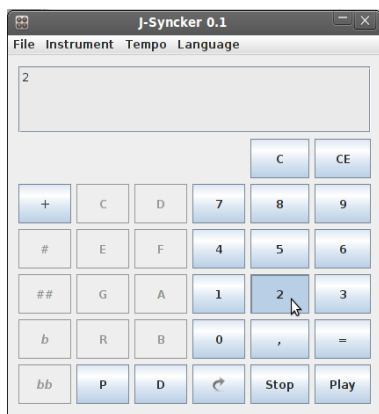 J-Syncker 0.1
File Instrument Tempo Language
2
C CE
+ C D 7 8 9
# E F 4 5 6
## G A 1 2 3
b R B 0 , =
bb P D Stop Play